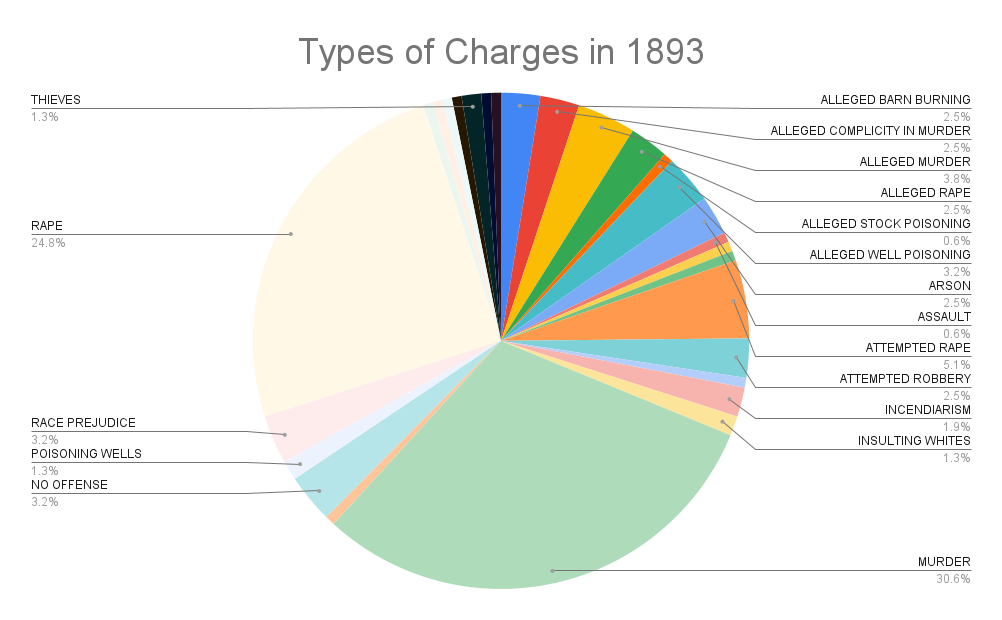 Types of Charges in 1893
THIEVES
1.3%
RAPE
24.8%
RACE PREJUDICE
3.2%
POISONING WELLS
1.3%
NO OFFENSE
3.2%
ALLEGED BARN BURNING
2.5%
ALLEGED COMPLICITY IN MURDER
2.5%
ALLEGED MURDER
3.8%
ALLEGED RAPE
2.5%
ALLEGED STOCK POISONING
0.6%
ALLEGED WELL POISONING
3.2%
ARSON
2.5%
ASSAULT
0.6%
ATTEMPTED RAPE
5.1%
ATTEMPTED ROBBERY
2.5%
INCENDIARISM
1.9%
INSULTING WHITES
1.3%
MURDER
30.6%